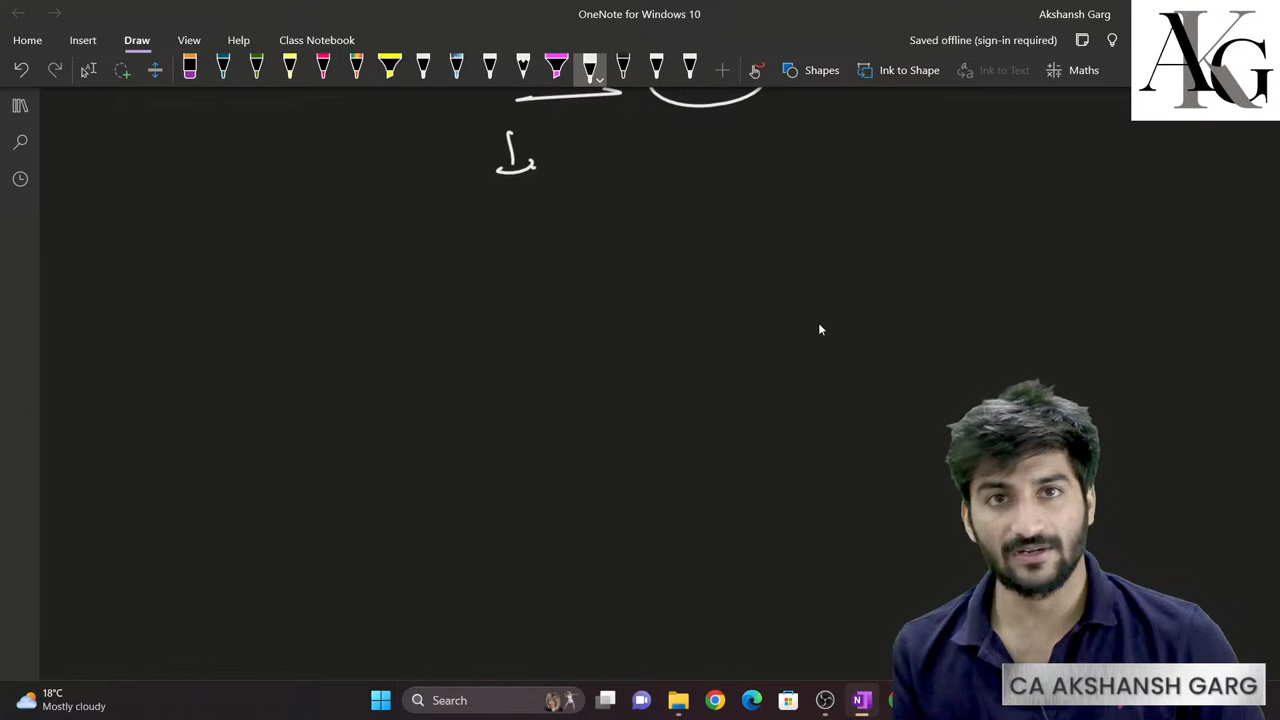 OneNote for Windows 10
Akshansh Garg
Home Insert Draw View Help Class Notebook
Saved offline (sign-in required)
Shapes Ink to Shape Ink to Text Maths
AKG
CA AKSHANSH GARG
18°C
Mostly cloudy
Search